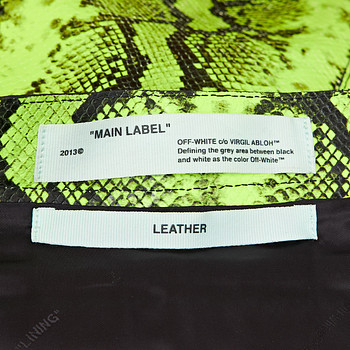 "MAIN LABEL"
2013©
OFF-WHITE c/o VIRGIL ABLOH™
Defining the grey area between black
and white as the color Off-White™
LEATHER
"LINING"